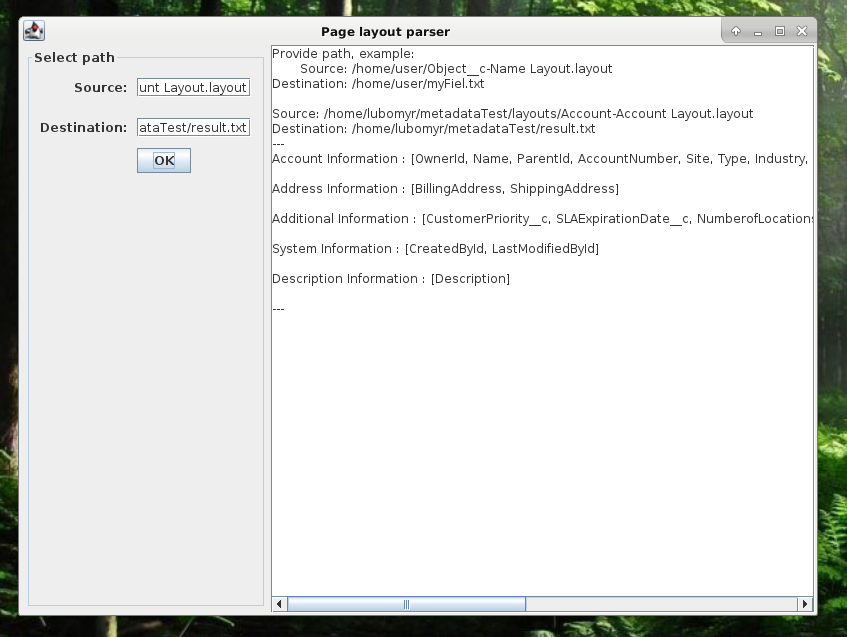 Page layout parser
Select path
Source: unt Layout.layout
Destination: ataTest/result.txt
OK
Provide path, example:
Source: /home/user/Object__c-Name Layout.layout
Destination: /home/user/myFiel.txt
Source: /home/lubomyr/metadataTest/layouts/Account-Account Layout.layout
Destination: /home/lubomyr/metadataTest/result.txt
---
Account Information : [OwnerId, Name, ParentId, AccountNumber, Site, Type, Industry,
Address Information : [BillingAddress, ShippingAddress]
Additional Information : [CustomerPriority__c, SLAExpirationDate__c, NumberofLocations
System Information : [CreatedById, LastModifiedById]
Description Information : [Description]
---